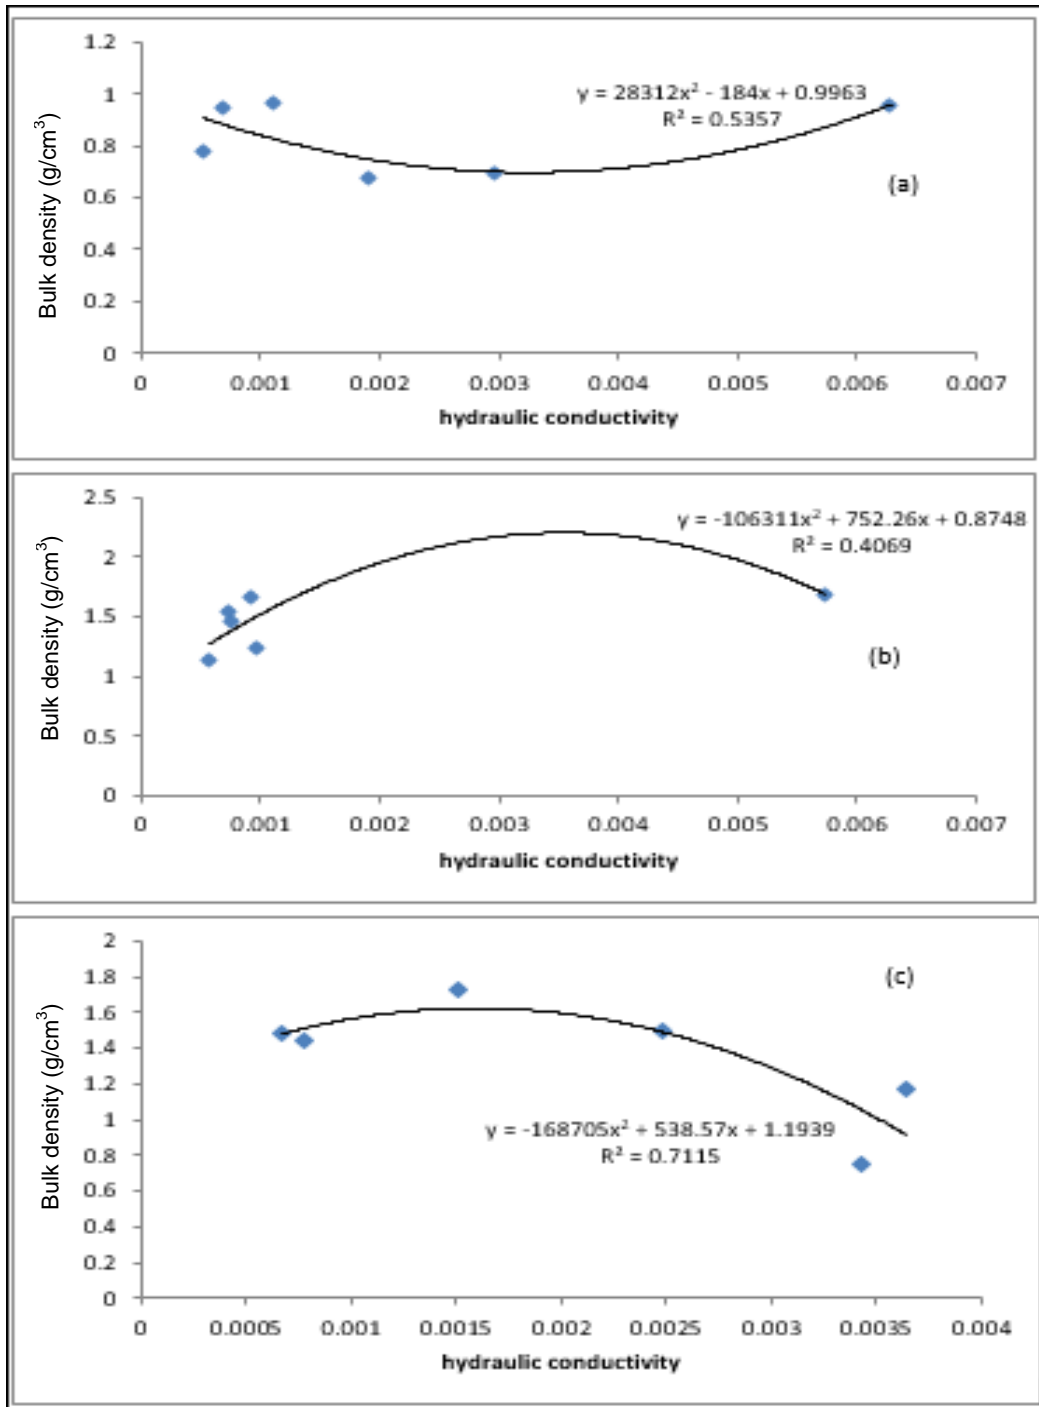 1.2
1
0.8
0.6
0.4
0.2
0
Bulk density (g/cm³)
y = 28312x² - 184x + 0.9963
R² = 0.5357
(a)
0 0.001 0.002 0.003 0.004 0.005 0.006 0.007
hydraulic conductivity
2.5
2
1.5
1
0.5
0
Bulk density (g/cm³)
y = -106311x² + 752.26x + 0.8748
R² = 0.4069
(b)
0 0.001 0.002 0.003 0.004 0.005 0.006 0.007
hydraulic conductivity
2
1.8
1.6
1.4
1.2
1
0.8
0.6
0.4
0.2
0
Bulk density (g/cm³)
(c)
y = -168705x² + 538.57x + 1.1939
R² = 0.7115
0 0.0005 0.001 0.0015 0.002 0.0025 0.003 0.0035 0.004
hydraulic conductivity